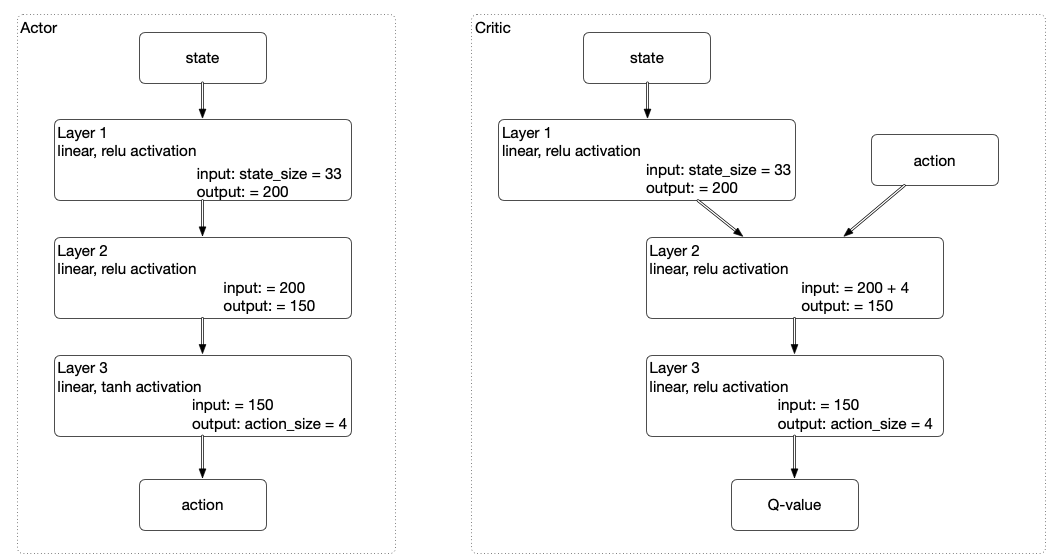 Actor
state
Layer 1
linear, relu activation
input: state_size = 33
output: = 200
Layer 2
linear, relu activation
input: = 200
output: = 150
Layer 3
linear, tanh activation
input: = 150
output: action_size = 4
action
Critic
state
Layer 1
linear, relu activation
input: state_size = 33
output: = 200
action
Layer 2
linear, relu activation
input: = 200 + 4
output: = 150
Layer 3
linear, relu activation
input: = 150
output: action_size = 4
Q-value